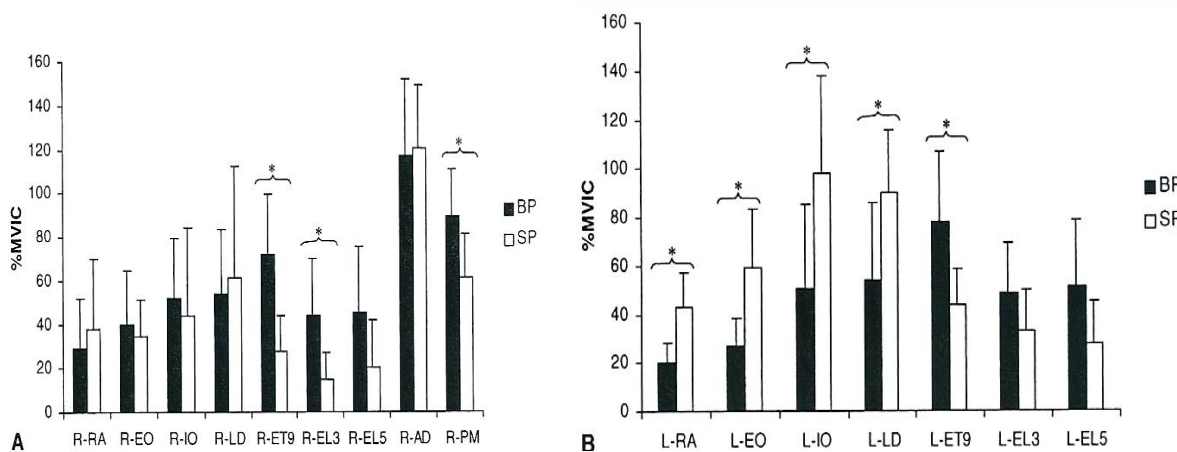 160
140
120
100
80
60
40
20
0
%MVIC
*
*
*
BP
SP
R-RA R-EO R-IO R-LD R-ET9 R-EL3 R-EL5 R-AD R-PM
A
160
140
120
100
80
60
40
20
0
%MVIC
*
*
*
*
*
BP
SP
L-RA L-EO L-IO L-LD L-ET9 L-EL3 L-EL5
B